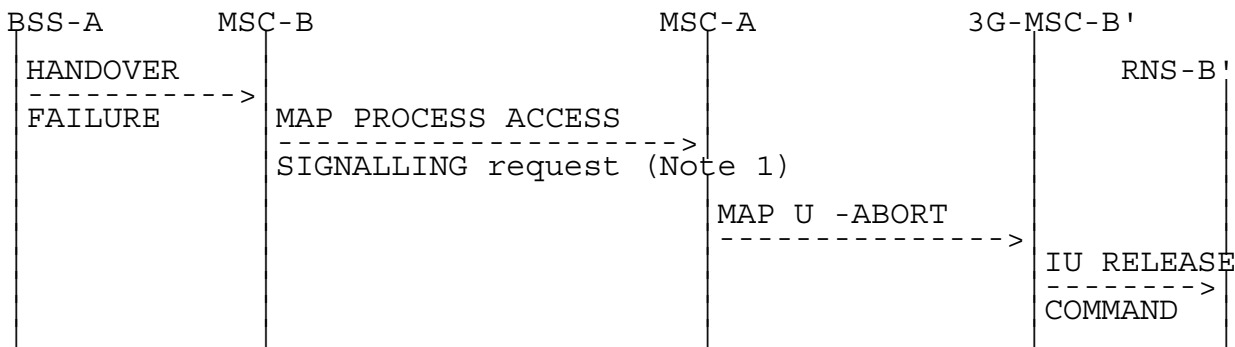 BSS-A MSC-B MSC-A 3G-MSC-B'
HANDOVER RNS-B'
FAILURE MAP PROCESS ACCESS
SIGNALLING request (Note 1)
MAP U -ABORT
IU RELEASE
COMMAND